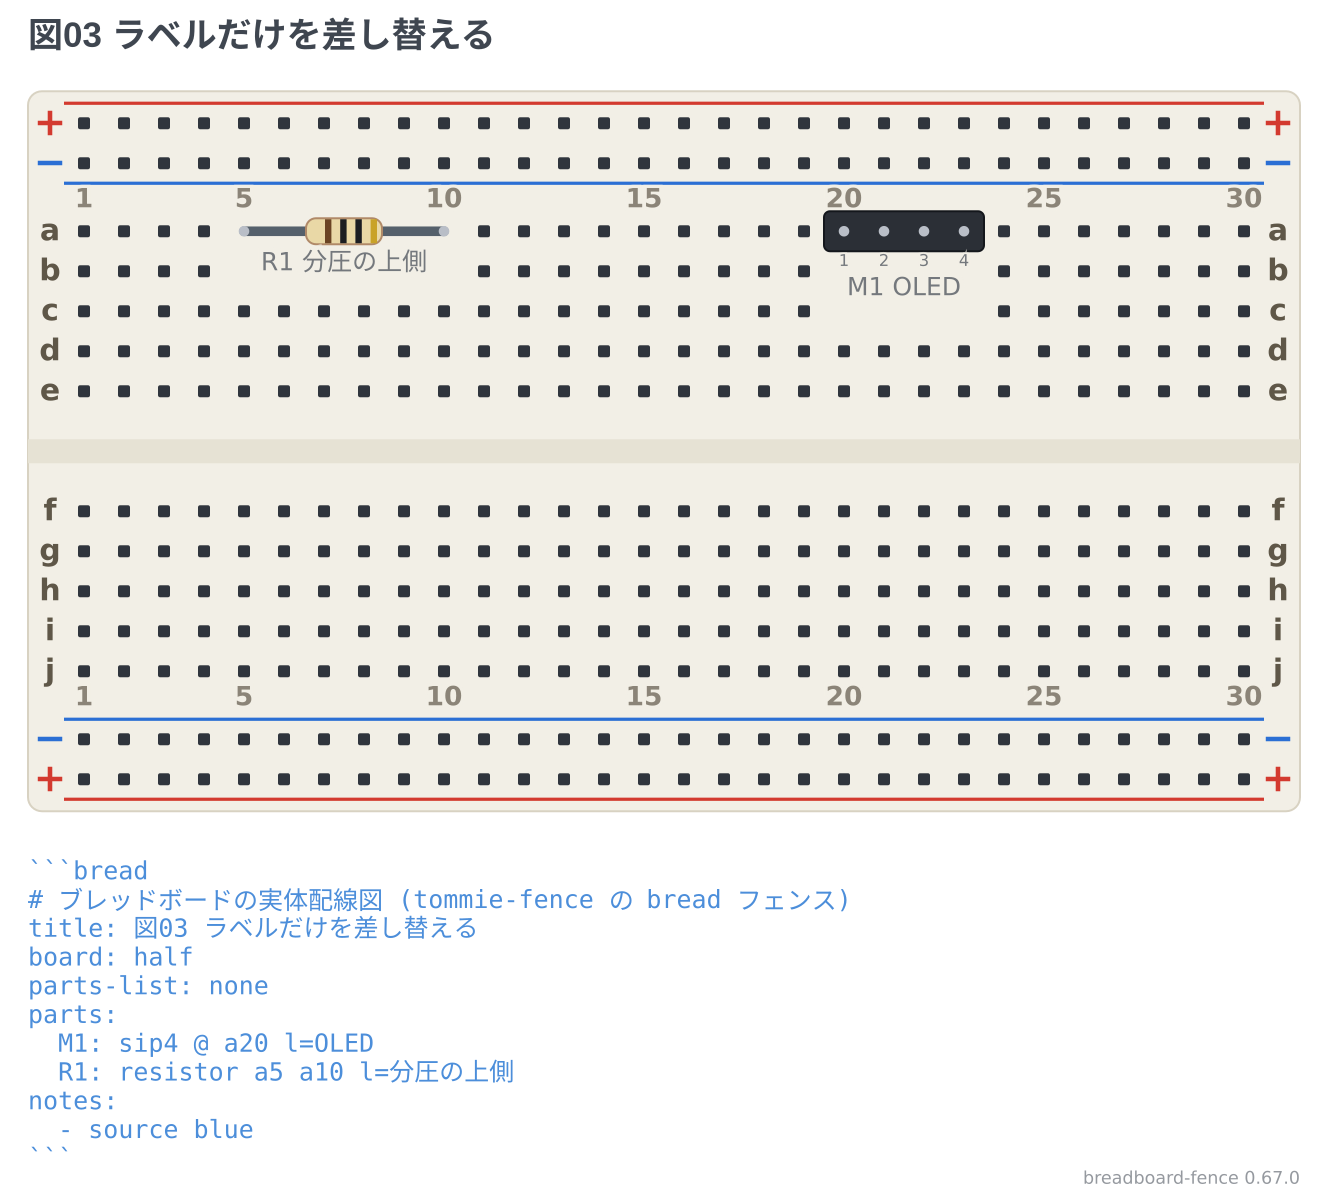 図03 ラベルだけを差し替える
+ +
− −
1 5 10 15 20 25 30
a a
R1 分圧の上側
1 2 3 4
b b
M1 OLED
c c
d d
e e
f f
g g
h h
i i
j j
1 5 10 15 20 25 30
− −
+ +
```bread
# ブレッドボードの実体配線図 (tommie-fence の bread フェンス)
title: 図03 ラベルだけを差し替える
board: half
parts-list: none
parts:
  M1: sip4 @ a20 l=OLED
  R1: resistor a5 a10 l=分圧の上側
notes:
  - source blue
```
breadboard-fence 0.67.0